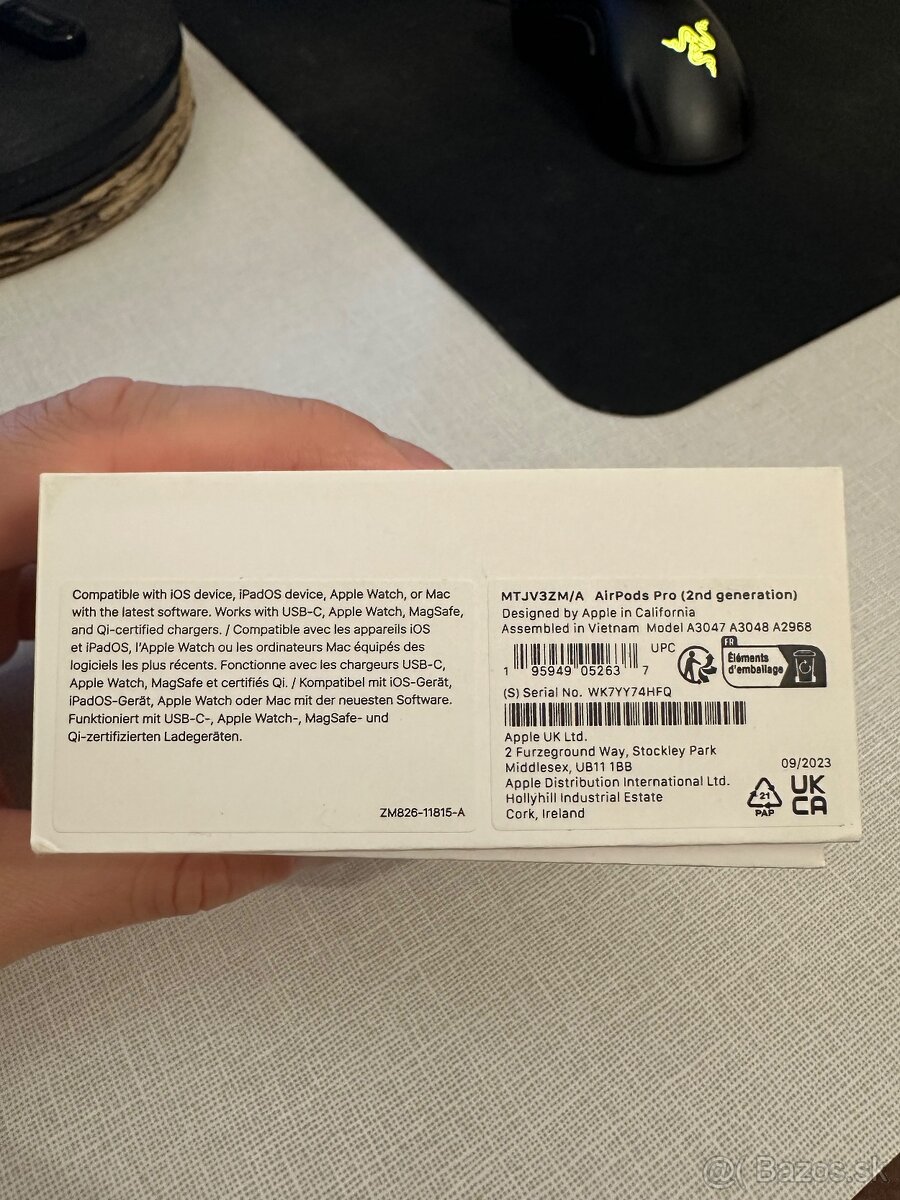 Compatible with iOS device, iPadOS device, Apple Watch, or Mac
with the latest software. Works with USB-C, Apple Watch, MagSafe,
and Qi-certified chargers. / Compatible avec les appareils iOS
et iPadOS, l'Apple Watch ou les ordinateurs Mac équipés des
logiciels les plus récents. Fonctionne avec les chargeurs USB-C,
Apple Watch, MagSafe et certifiés Qi. / Kompatibel mit iOS-Gerät,
iPadOS-Gerät, Apple Watch oder Mac mit der neuesten Software.
Funktioniert mit USB-C-, Apple Watch-, MagSafe- und
Qi-zertifizierten Ladegeräten.
ZM826-11815-A
MTJV3ZM/A AirPods Pro (2nd generation)
Designed by Apple in California
Assembled in Vietnam Model A3047 A3048 A2968
UPC
1 95949 05263 7
FR
Éléments
d'emballage
(S) Serial No. WK7YY74HFQ
Apple UK Ltd.
2 Furzeground Way, Stockley Park
Middlesex, UB11 1BB
Apple Distribution International Ltd.
Hollyhill Industrial Estate
Cork, Ireland
09/2023
21
PAP
UK
CA
@( Bazos.sk